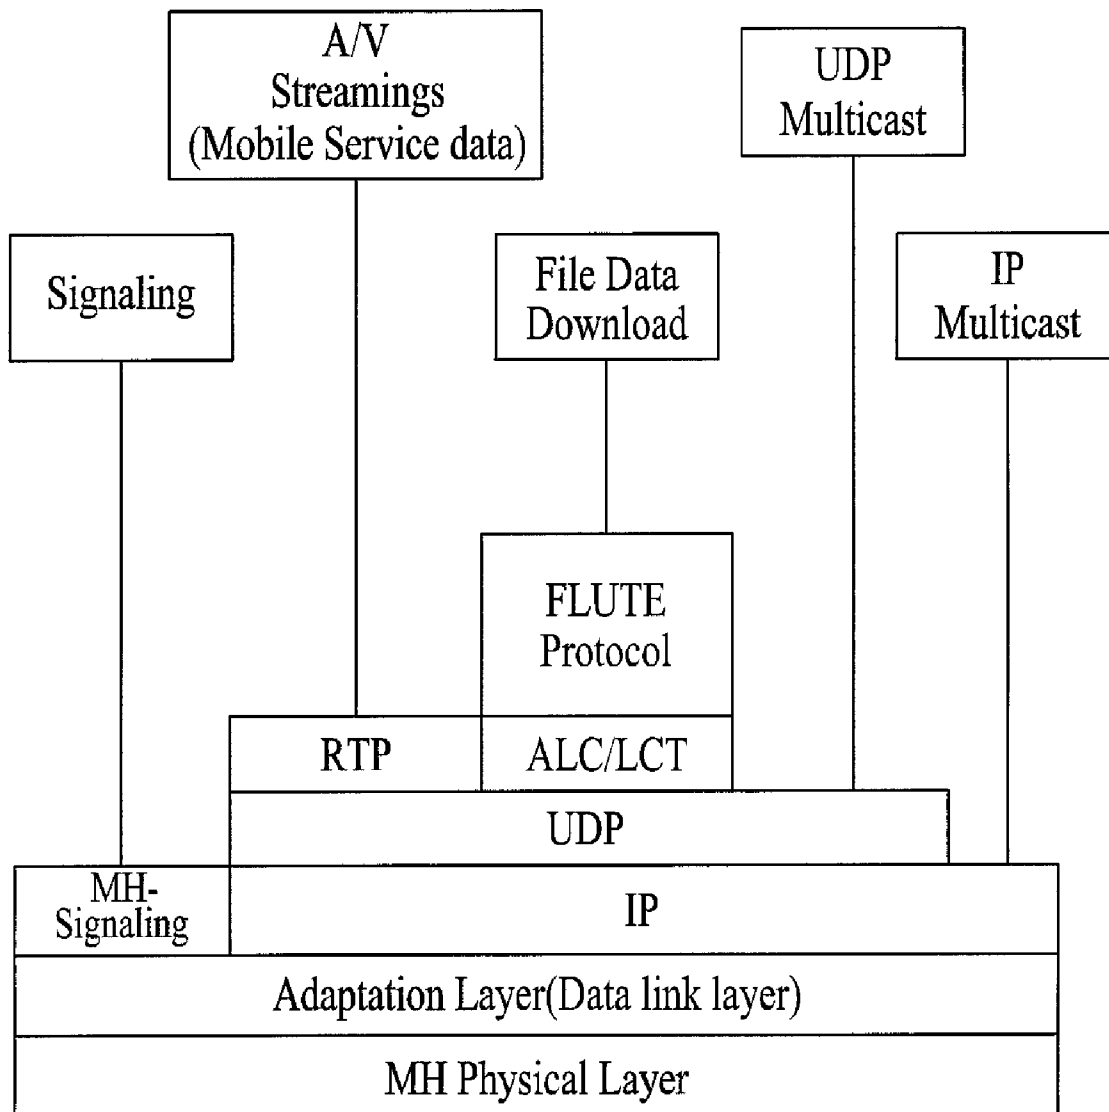 A/V
Streamings
(Mobile Service data)
UDP
Multicast
Signaling
File Data
Download
IP
Multicast
FLUTE
Protocol
RTP
ALC/LCT
UDP
MH-
Signaling
IP
Adaptation Layer(Data link layer)
MH Physical Layer